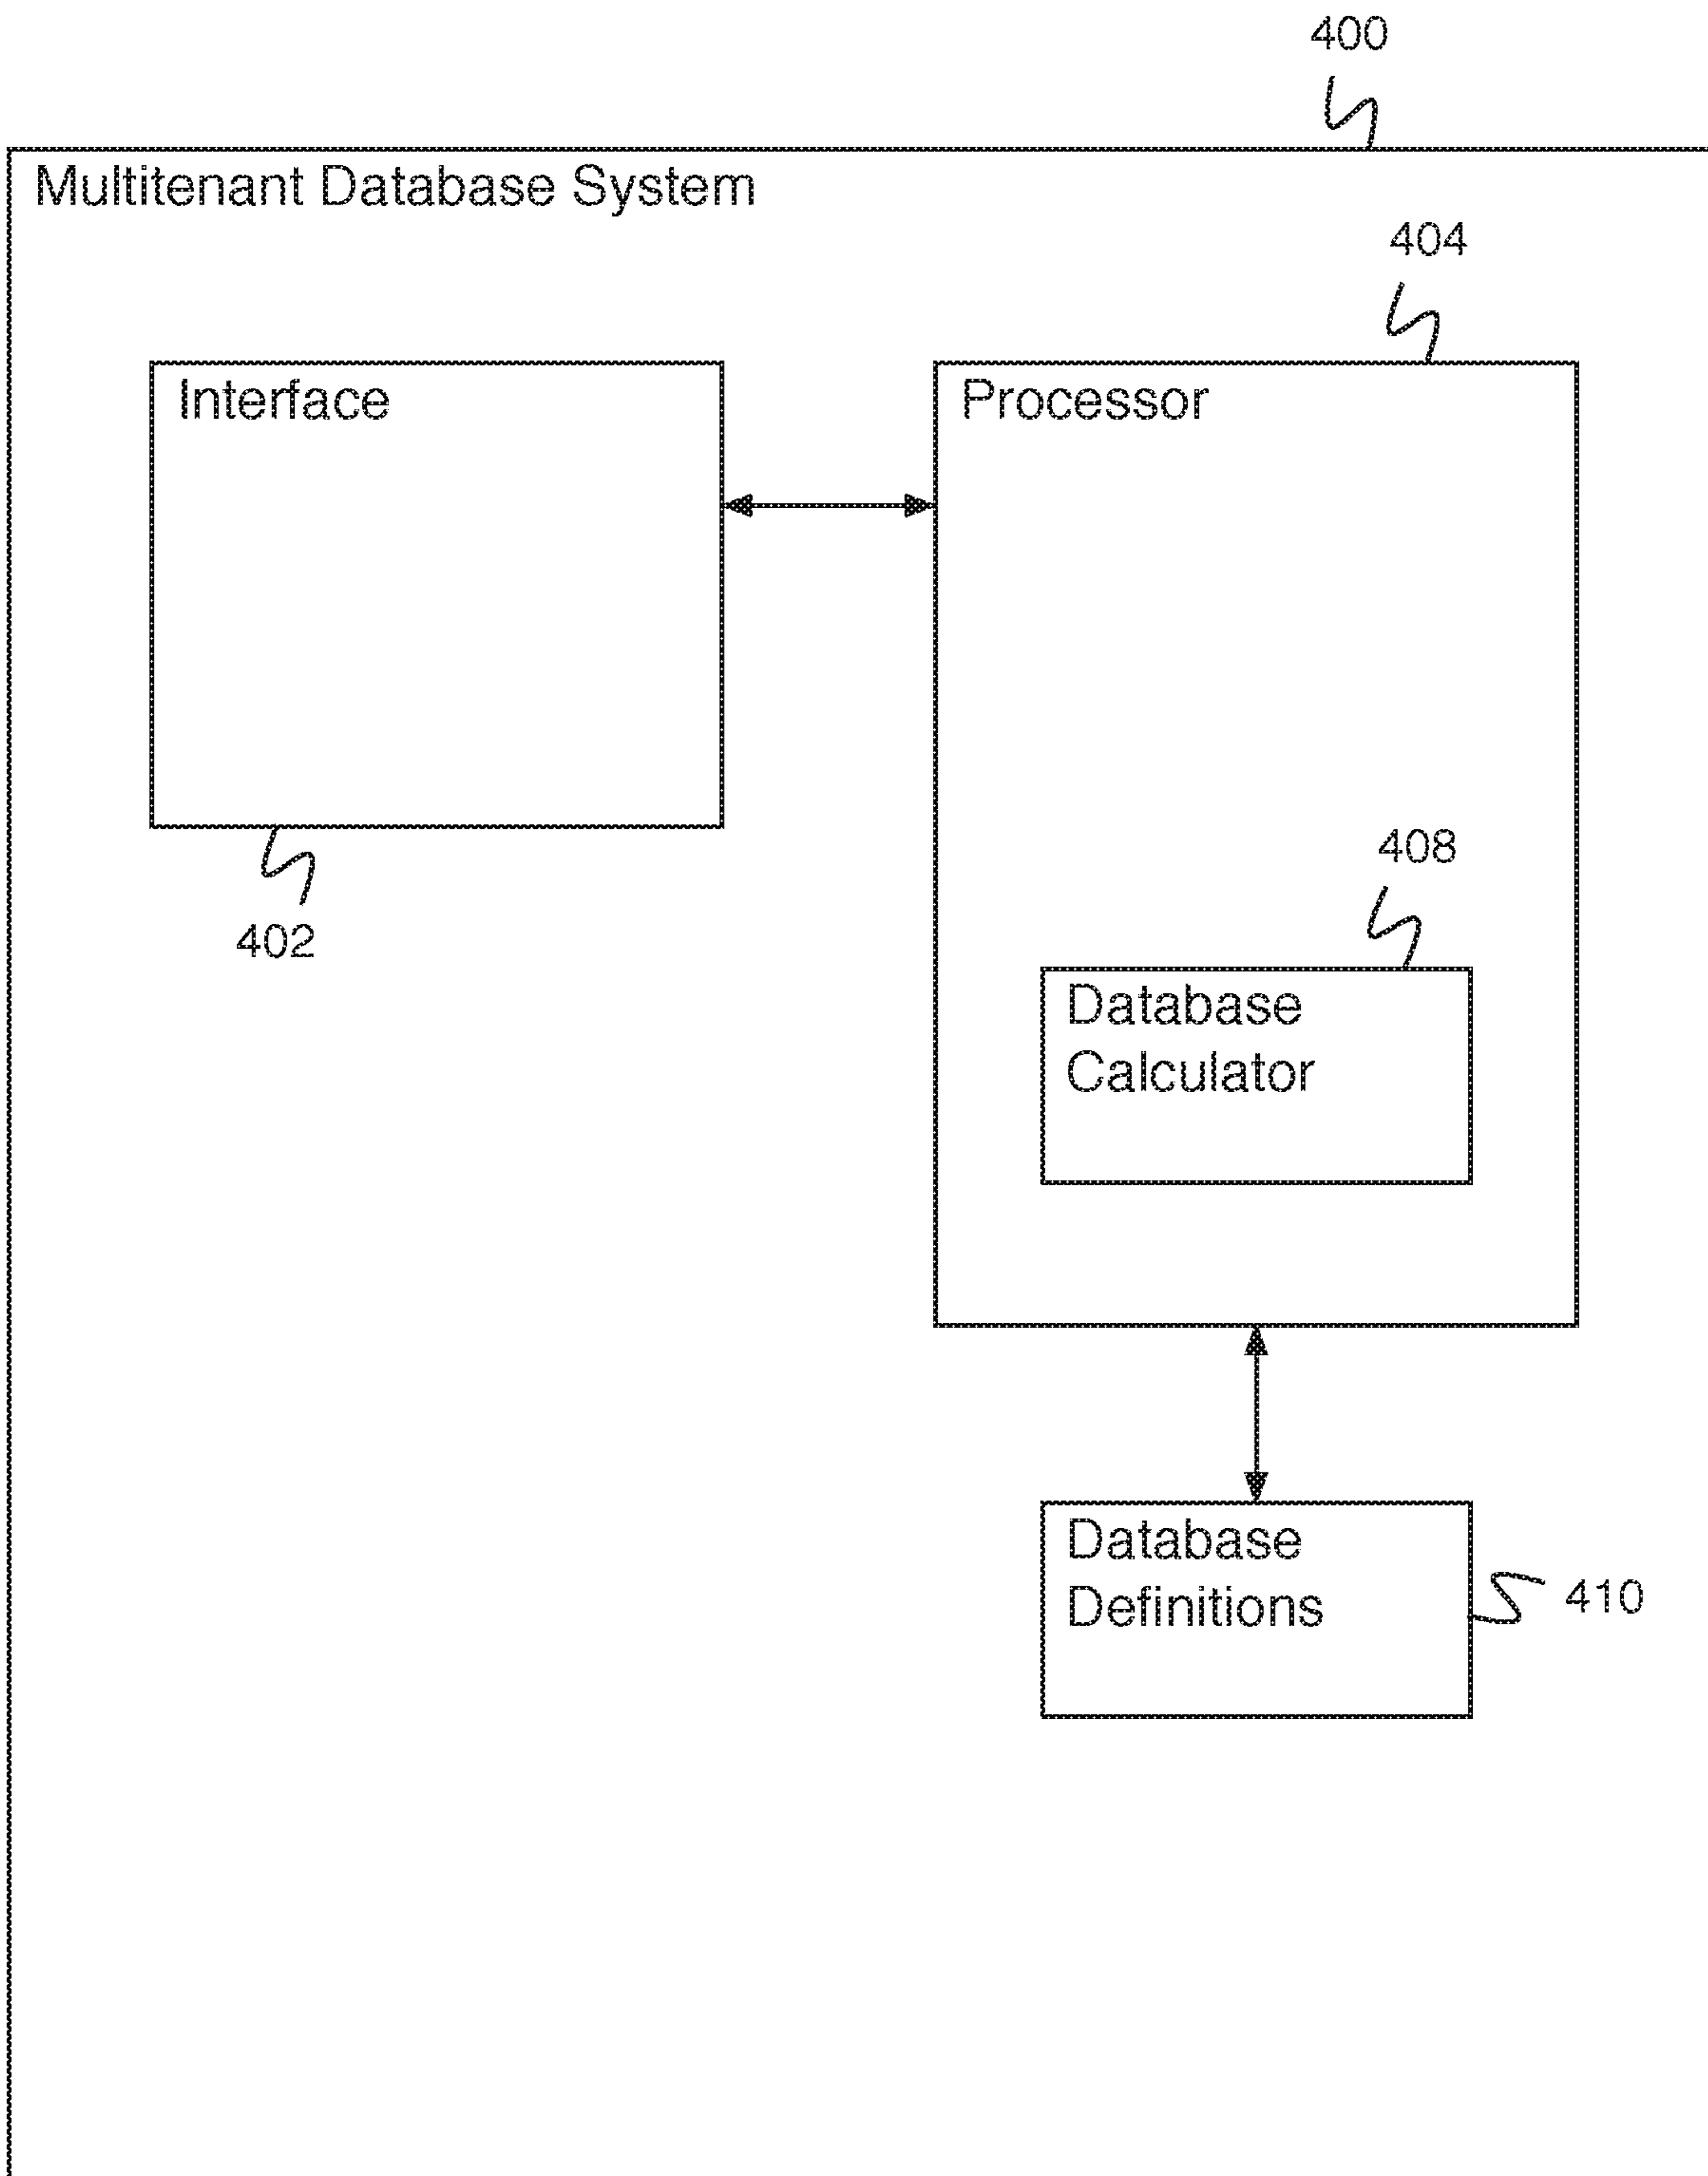 400
Multitenant Database System
404
Interface
Processor
408
402
Database
Calculator
Database
Definitions
410